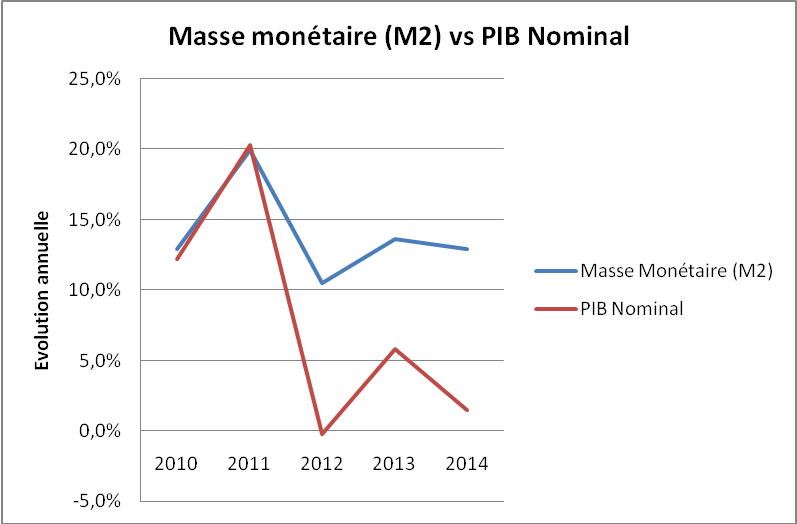 Masse monétaire (M2) vs PIB Nominal
Evolution annuelle
25,0%
20,0%
15,0%
10,0%
5,0%
0,0%
-5,0%
2010 2011 2012 2013 2014
Masse Monétaire (M2)
PIB Nominal